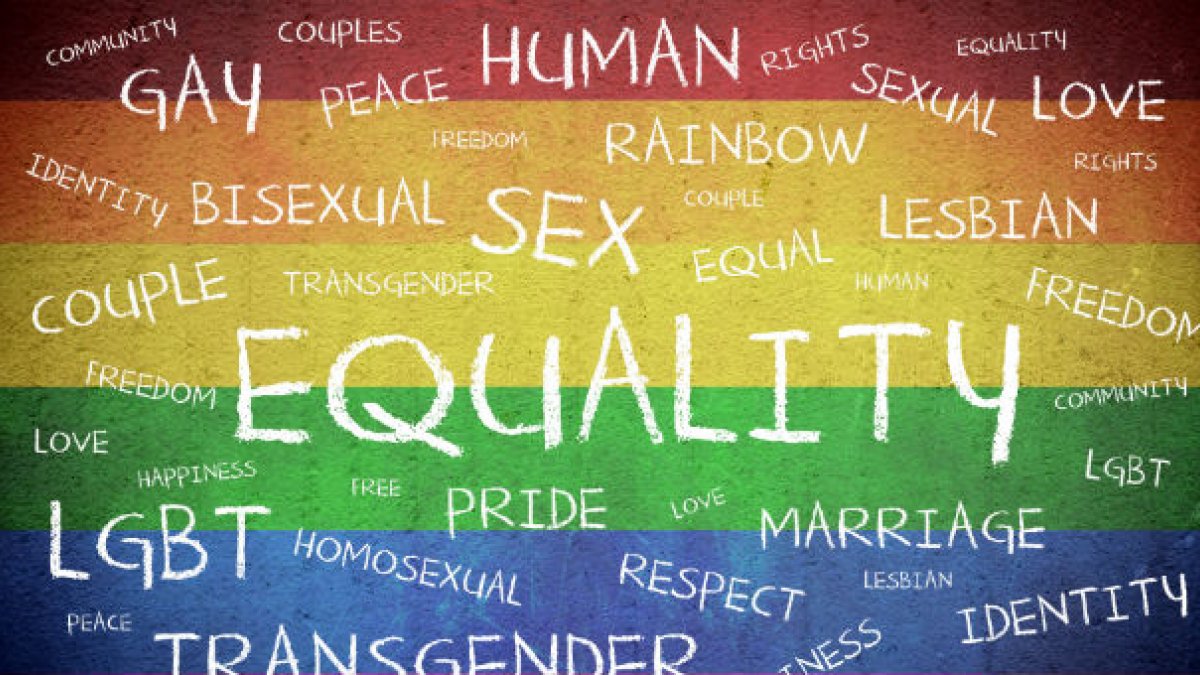 COMMUNITY
COUPLES
HUMAN
RIGHTS
EQUALITY
GAY
PEACE
SEXUAL
LOVE
FREEDOM
RAINBOW
RIGHTS
IDENTITY
BISEXUAL
SEX
COUPLE
LESBIAN
COUPLE
TRANSGENDER
EQUAL
HUMAN
FREEDOM
EQUALITY
FREEDOM
COMMUNITY
LOVE
HAPPINESS
FREE
PRIDE
LOVE
MARRIAGE
LGBT
LGBT
HOMOSEXUAL
RESPECT
LESBIAN
IDENTITY
PEACE
TRANSGENDER
INESS